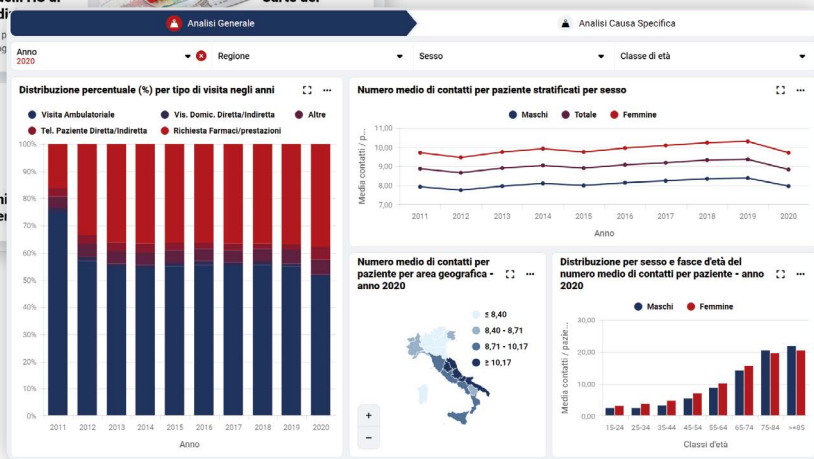 Analisi Generale
Analisi Causa Specifica
Anno
2020
Regione
Sesso
Classe di età
Distribuzione percentuale (%) per tipo di visita negli anni
Visita Ambulatoriale
Vis. Domic. Diretta/Indiretta
Altre
Tel. Paziente Diretta/Indiretta
Richiesta Farmaci/prestazioni
100%
90%
80%
70%
60%
50%
40%
30%
20%
10%
0%
2011 2012 2013 2014 2015 2016 2017 2018 2019 2020
Anno
Numero medio di contatti per paziente stratificati per sesso
Maschi
Totale
Femmine
Media contatti / p...
11,00
10,00
9,00
8,00
7,00
2011 2012 2013 2014 2015 2016 2017 2018 2019 2020
Anno
Numero medio di contatti per
paziente per area geografica -
anno 2020
≤ 8,40
8,40 - 8,71
8,71 - 10,17
≥ 10,17
+
−
Distribuzione per sesso e fasce d'età del
numero medio di contatti per paziente - anno
2020
Maschi
Femmine
Media contatti / pazie...
30,00
20,00
10,00
0,00
15-24 25-34 35-44 45-54 55-64 65-74 75-84 >=85
Classi d'età